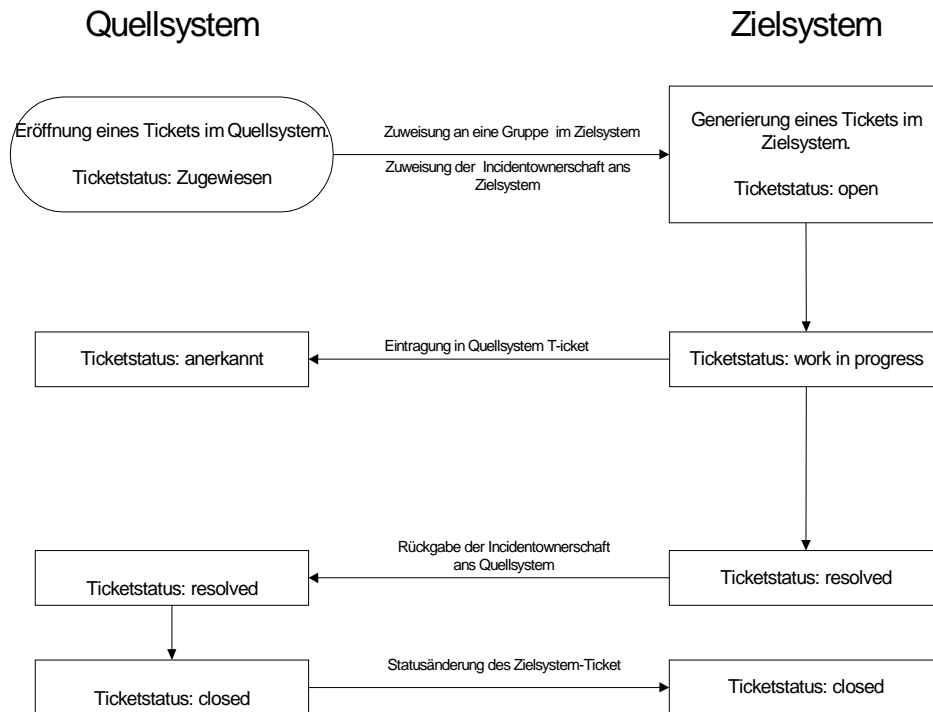 Quellsystem
Zielsystem
Eröffnung eines Tickets im Quellsystem.
Ticketstatus: Zugewiesen
Zuweisung an eine Gruppe im Zielsystem
Zuweisung der Incidentownerschaft ans
Zielsystem
Generierung eines Tickets im
Zielsystem.
Ticketstatus: open
Ticketstatus: anerkannt
Eintragung in Quellsystem T-icket
Ticketstatus: work in progress
Ticketstatus: resolved
Rückgabe der Incidentownerschaft
ans Quellsystem
Ticketstatus: resolved
Ticketstatus: closed
Statusänderung des Zielsystem-Ticket
Ticketstatus: closed